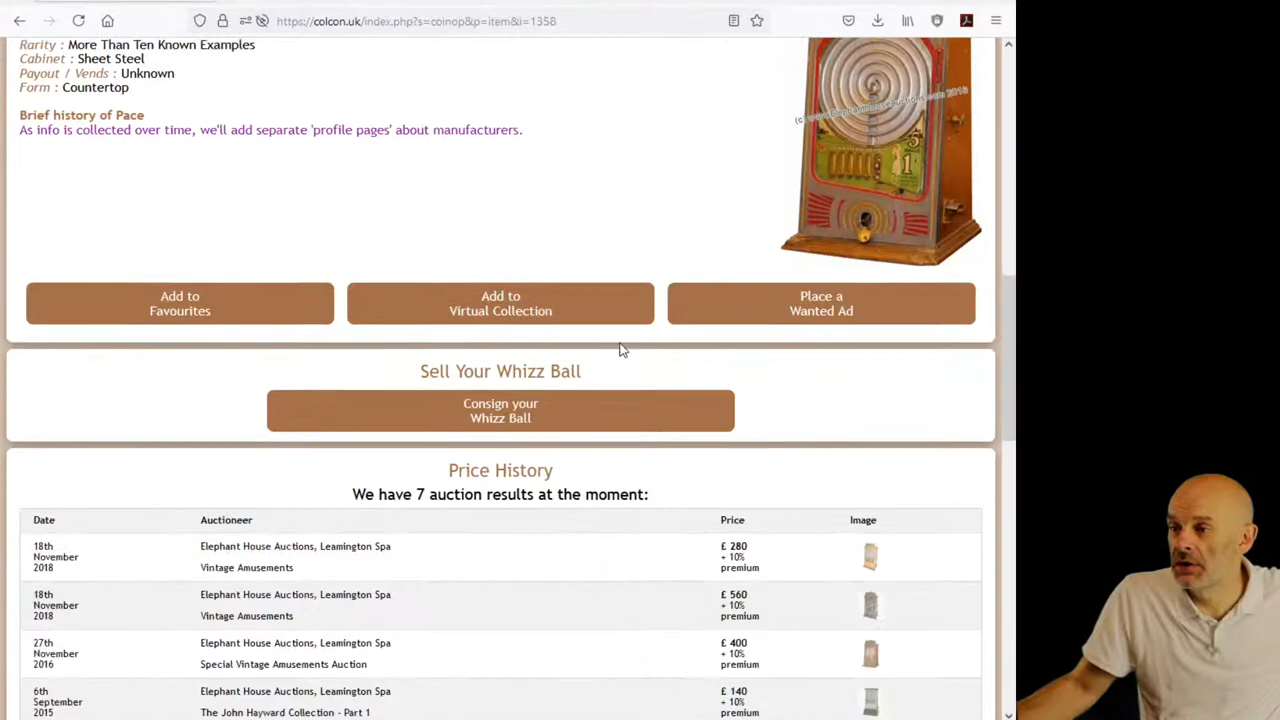 https://colcon.uk/index.php?s=coinop&p=item&i=1358
Rarity : More Than Ten Known Examples
Cabinet : Sheet Steel
Payout / Vends : Unknown
Form : Countertop
Brief history of Pace
As info is collected over time, we'll add separate 'profile pages' about manufacturers.
5
1
Add to
Favourites
Add to
Virtual Collection
Place a
Wanted Ad
Sell Your Whizz Ball
Consign your
Whizz Ball
Price History
We have 7 auction results at the moment:
Date Auctioneer Price Image
18th
November
2018
Elephant House Auctions, Leamington Spa
Vintage Amusements
£ 280
+ 10%
premium
18th
November
2018
Elephant House Auctions, Leamington Spa
Vintage Amusements
£ 560
+ 10%
premium
27th
November
2016
Elephant House Auctions, Leamington Spa
Special Vintage Amusements Auction
£ 400
+ 10%
premium
6th
September
2015
Elephant House Auctions, Leamington Spa
The John Hayward Collection - Part 1
£ 140
+ 10%
premium